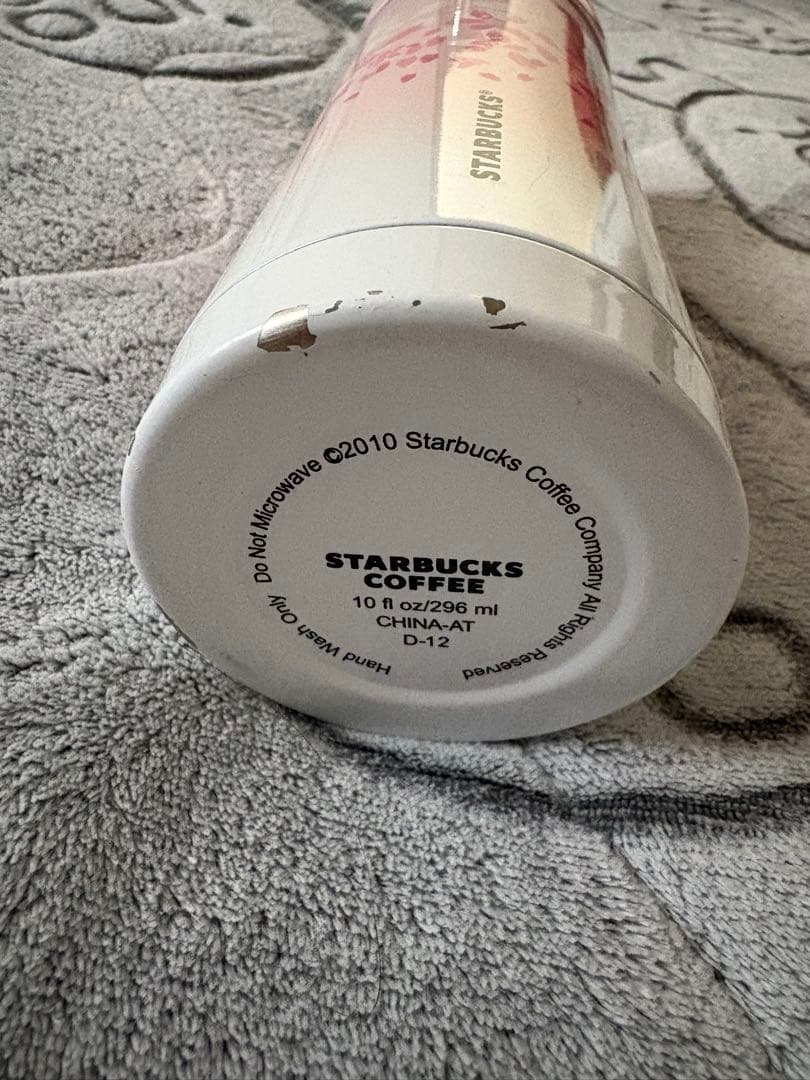 STARBUCKS®
Hand Wash Only Do Not Microwave ©2010 Starbucks Coffee Company All Rights Reserved
STARBUCKS
COFFEE
10 fl oz/296 ml
CHINA-AT
D-12